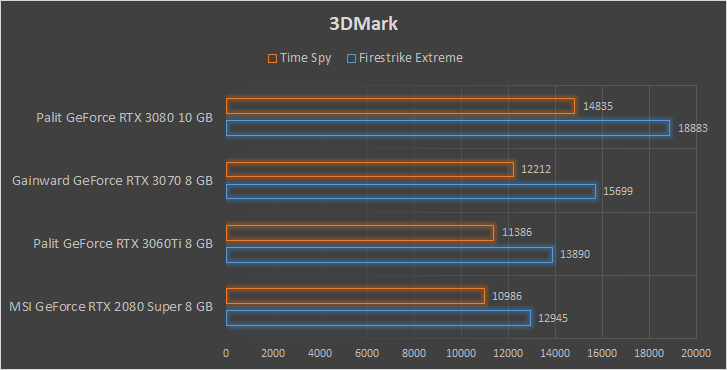 3DMark
Time Spy Firestrike Extreme
Palit GeForce RTX 3080 10 GB
14835
18883
Gainward GeForce RTX 3070 8 GB
12212
15699
Palit GeForce RTX 3060Ti 8 GB
11386
13890
MSI GeForce RTX 2080 Super 8 GB
10986
12945
0 2000 4000 6000 8000 10000 12000 14000 16000 18000 20000